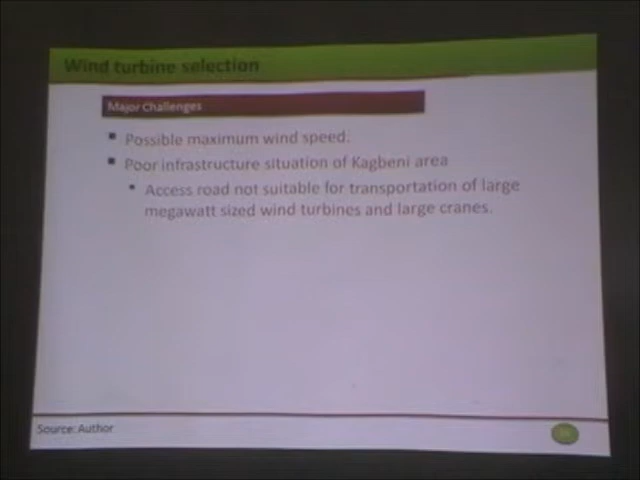 Wind turbine selection
Major Challenges
Possible maximum wind speed.
Poor infrastructure situation of Kagbeni area
Access road not suitable for transportation of large
megawatt sized wind turbines and large cranes.
Source: Author